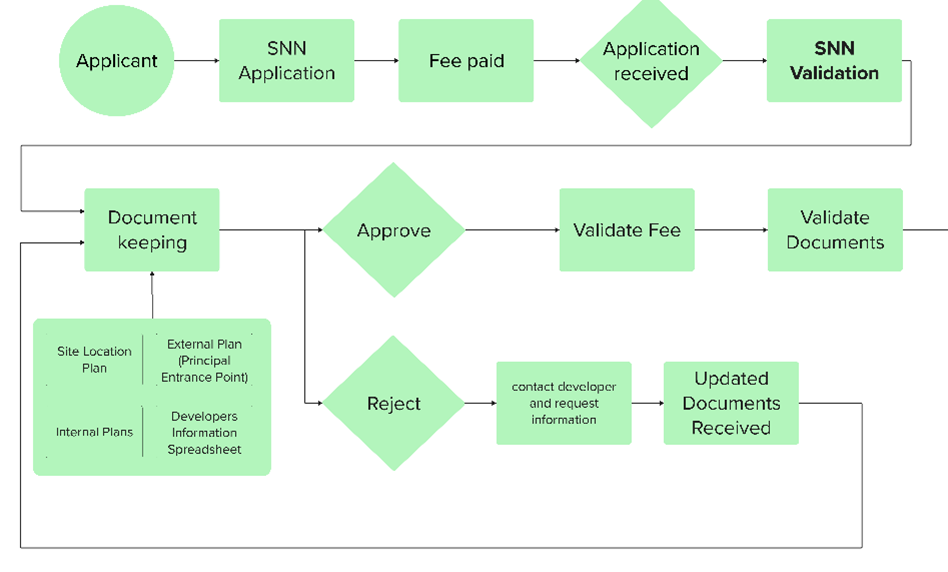 Applicant
SNN
Application
Fee paid
Application
received
SNN
Validation
Document
keeping
Approve
Validate Fee
Validate
Documents
Site Location
Plan
External Plan
(Principal
Entrance Point)
Internal Plans
Developers
Information
Spreadsheet
Reject
contact developer
and request
information
Updated
Documents
Received